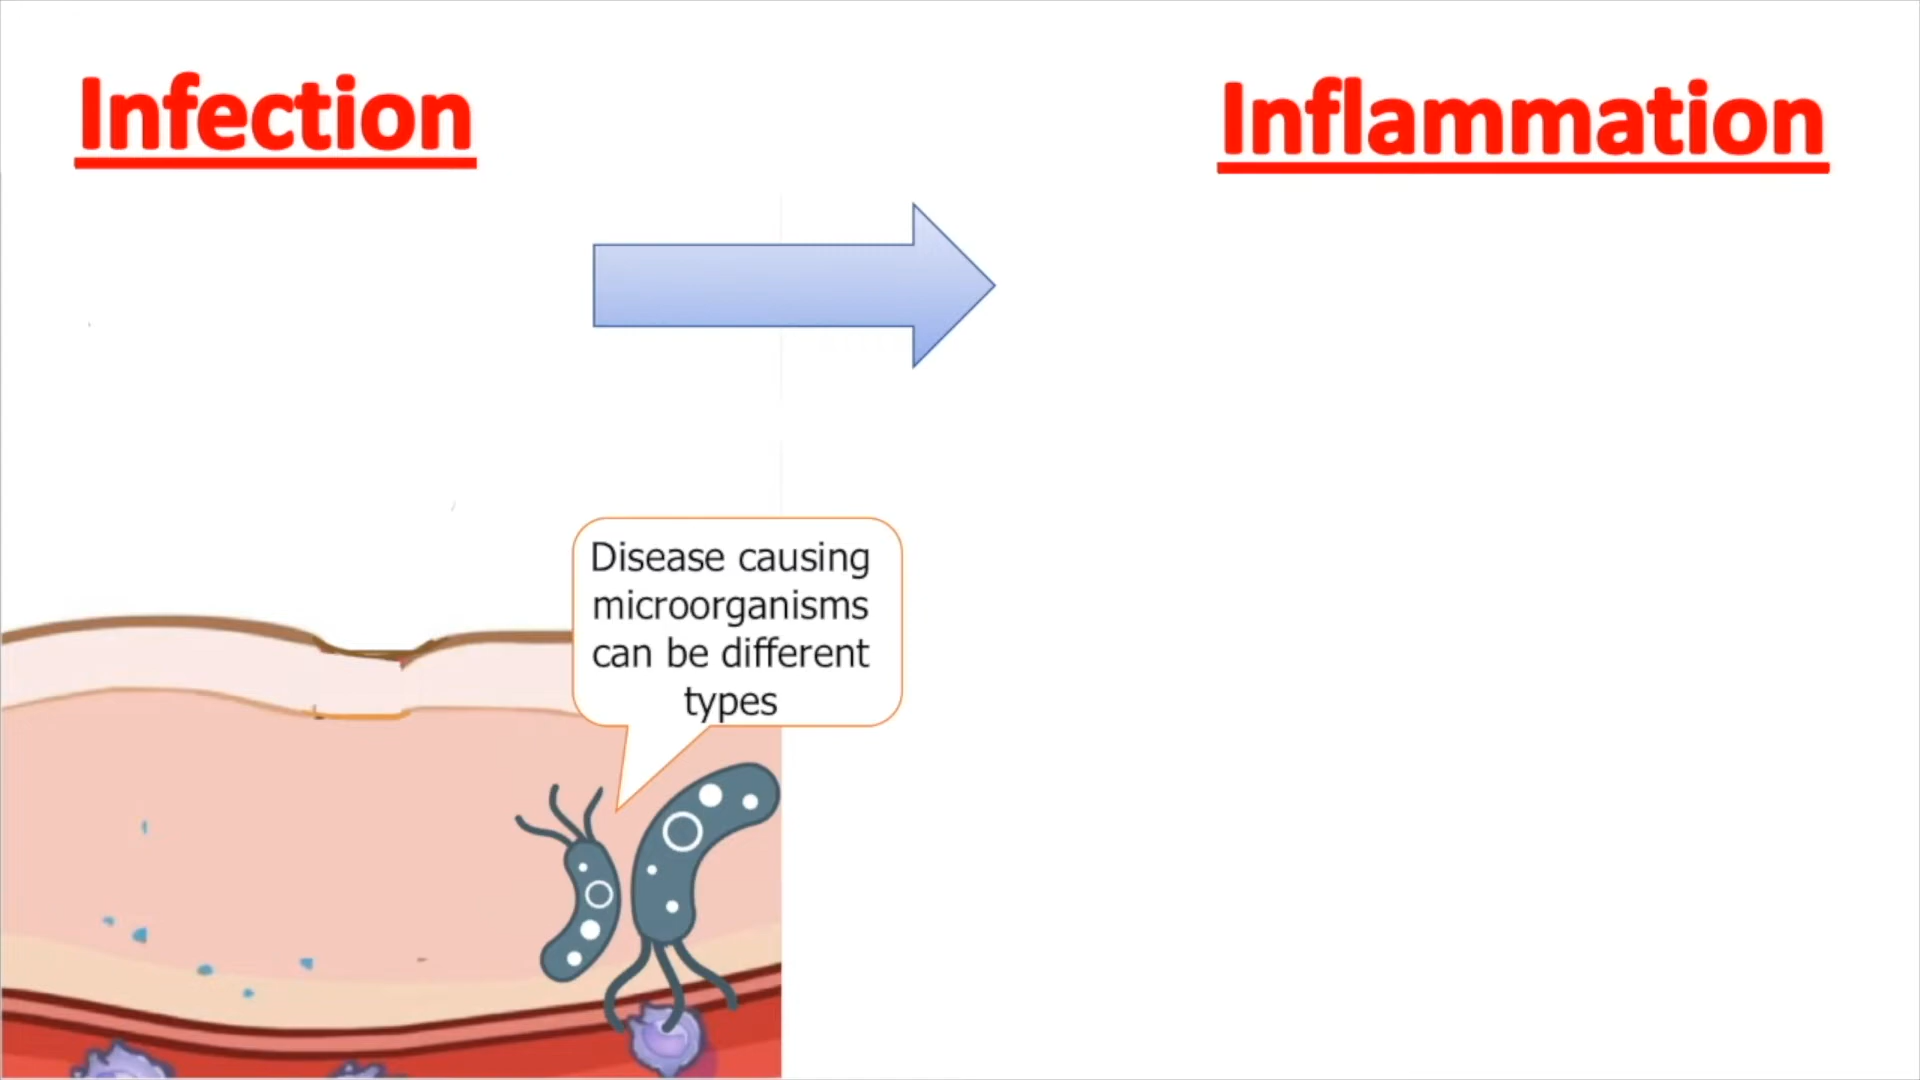 Infection
Inflammation
Disease causing
microorganisms
can be different
types